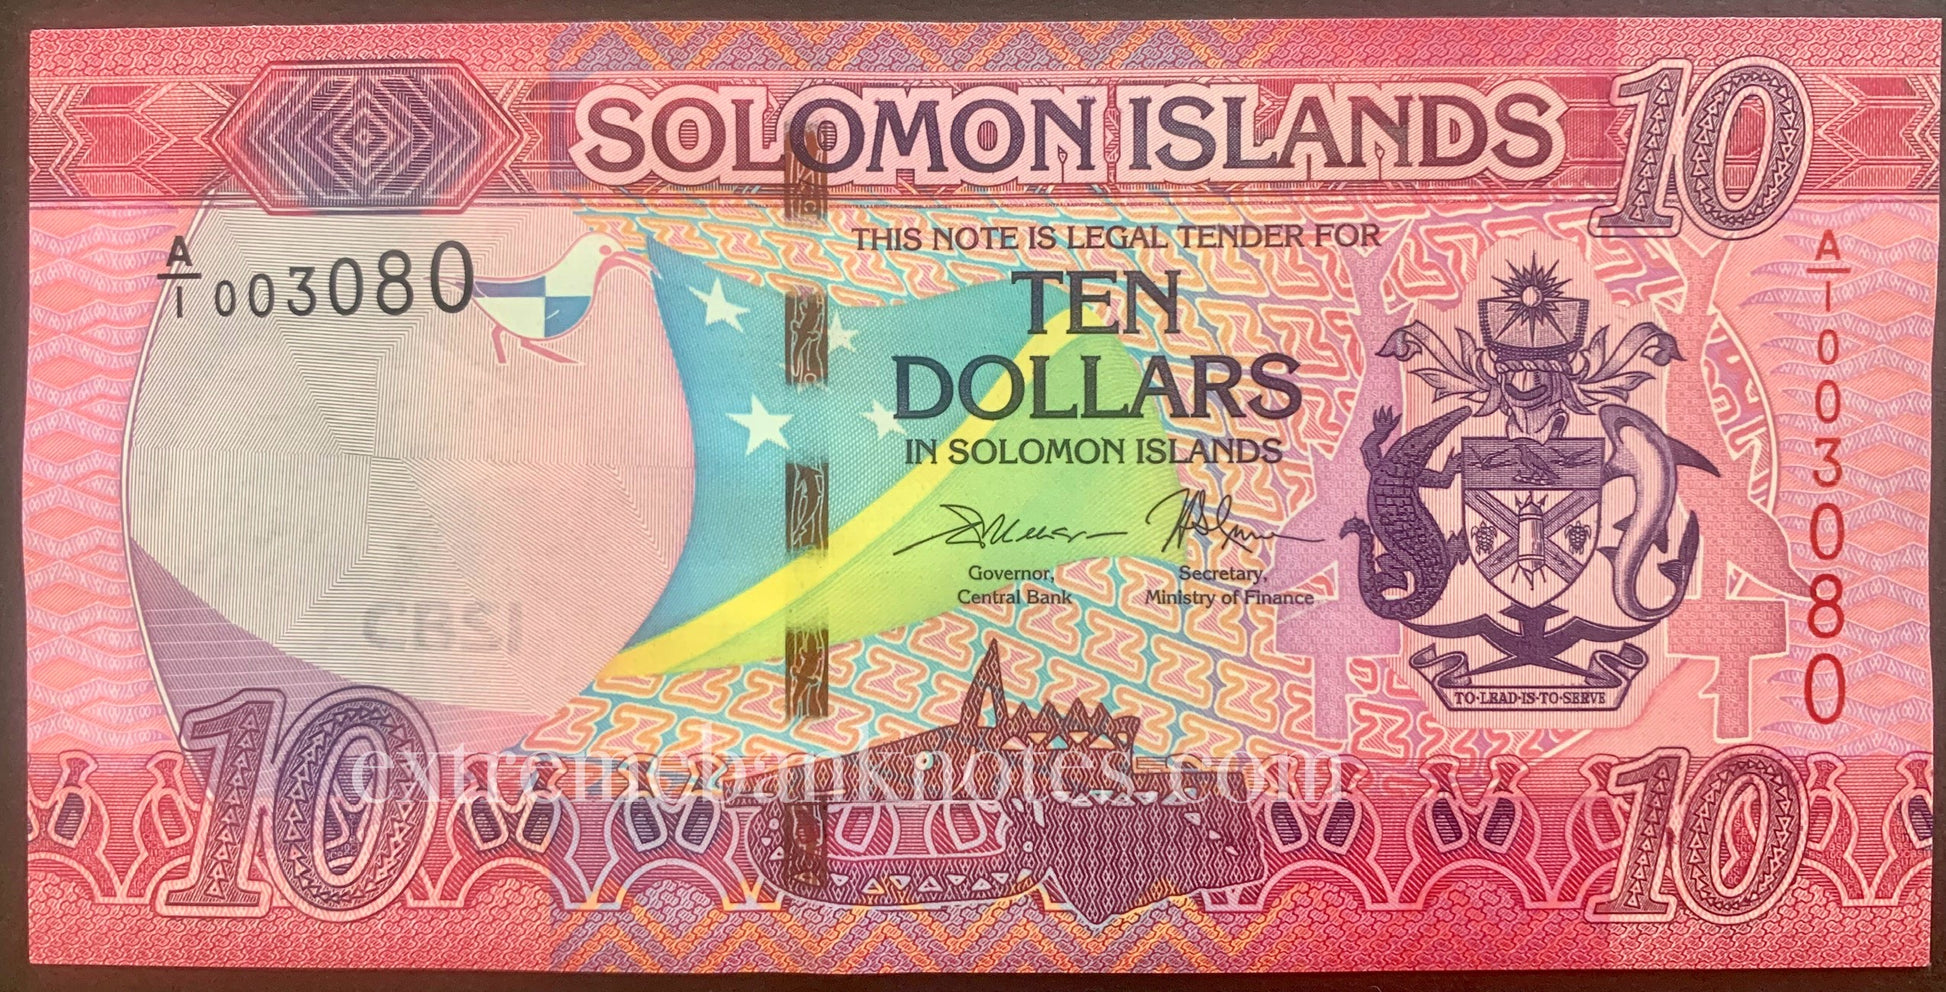 SOLOMON ISLANDS
10
A/1 003080
THIS NOTE IS LEGAL TENDER FOR
TEN
DOLLARS
IN SOLOMON ISLANDS
Governor,
Central Bank
Secretary,
Ministry of Finance
A/1 003080
CBSI
TO·LEAD·IS·TO·SERVE
extremebanknotes.com
10
10